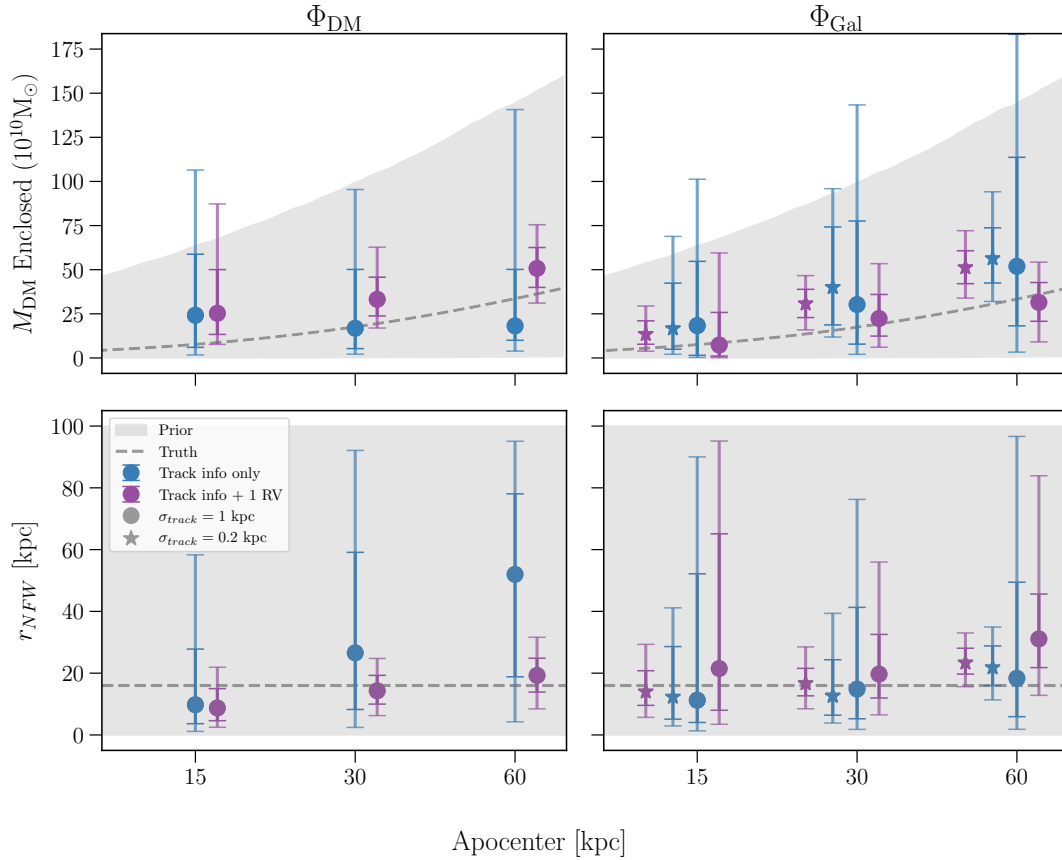 Φ_DM
Φ_Gal
M_DM Enclosed (10^10 M_⊙)
175
150
125
100
75
50
25
0
r_NFW [kpc]
100
80
60
40
20
0
Prior
Truth
Track info only
Track info + 1 RV
σ_track = 1 kpc
σ_track = 0.2 kpc
15
30
60
15
30
60
Apocenter [kpc]